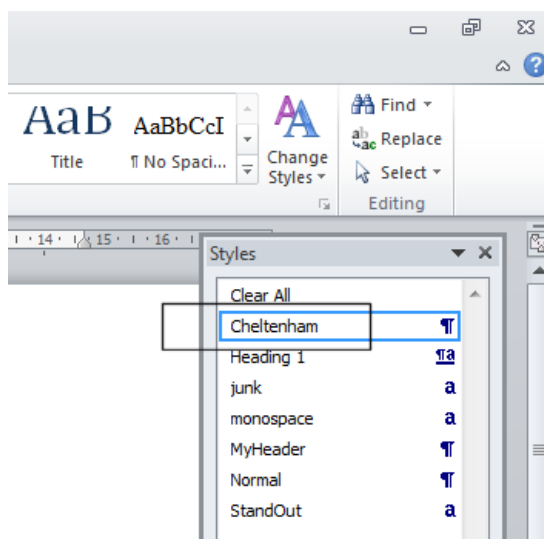 ?
AaB
AaBbCcI
Title
¶ No Spaci...
Change
Styles
Find
Replace
Select
Editing
14 15 16
Styles
Clear All
Cheltenham ¶
Heading 1 ¶a
junk a
monospace a
MyHeader ¶
Normal ¶
StandOut a